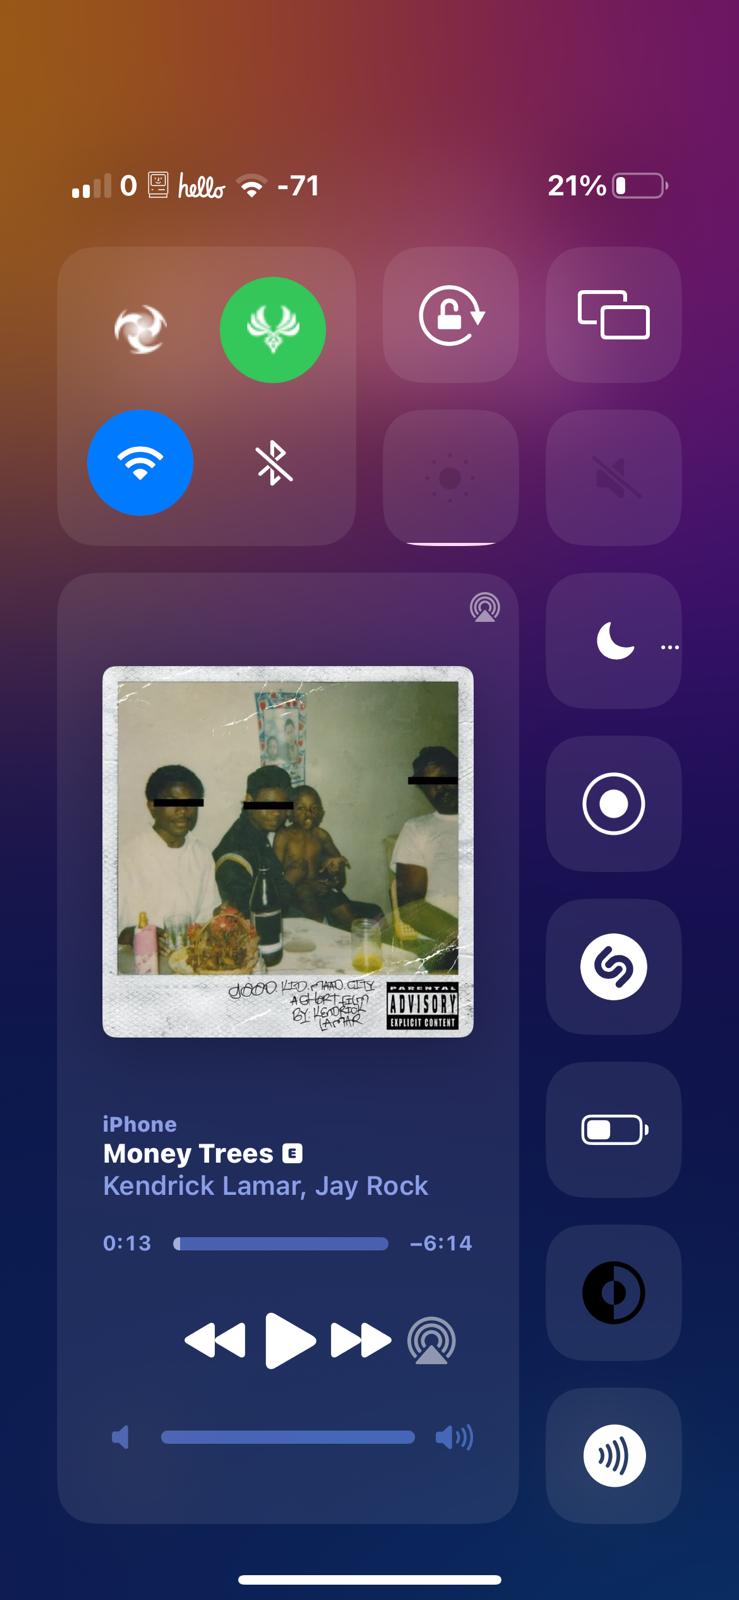 0 hello -71 21%
gOOD KID. MAAD. CITY
A SHORT FILM
BY. KENDRICK
LAMAR
PARENTAL
ADVISORY
EXPLICIT CONTENT
iPhone
Money Trees E
Kendrick Lamar, Jay Rock
0:13 −6:14